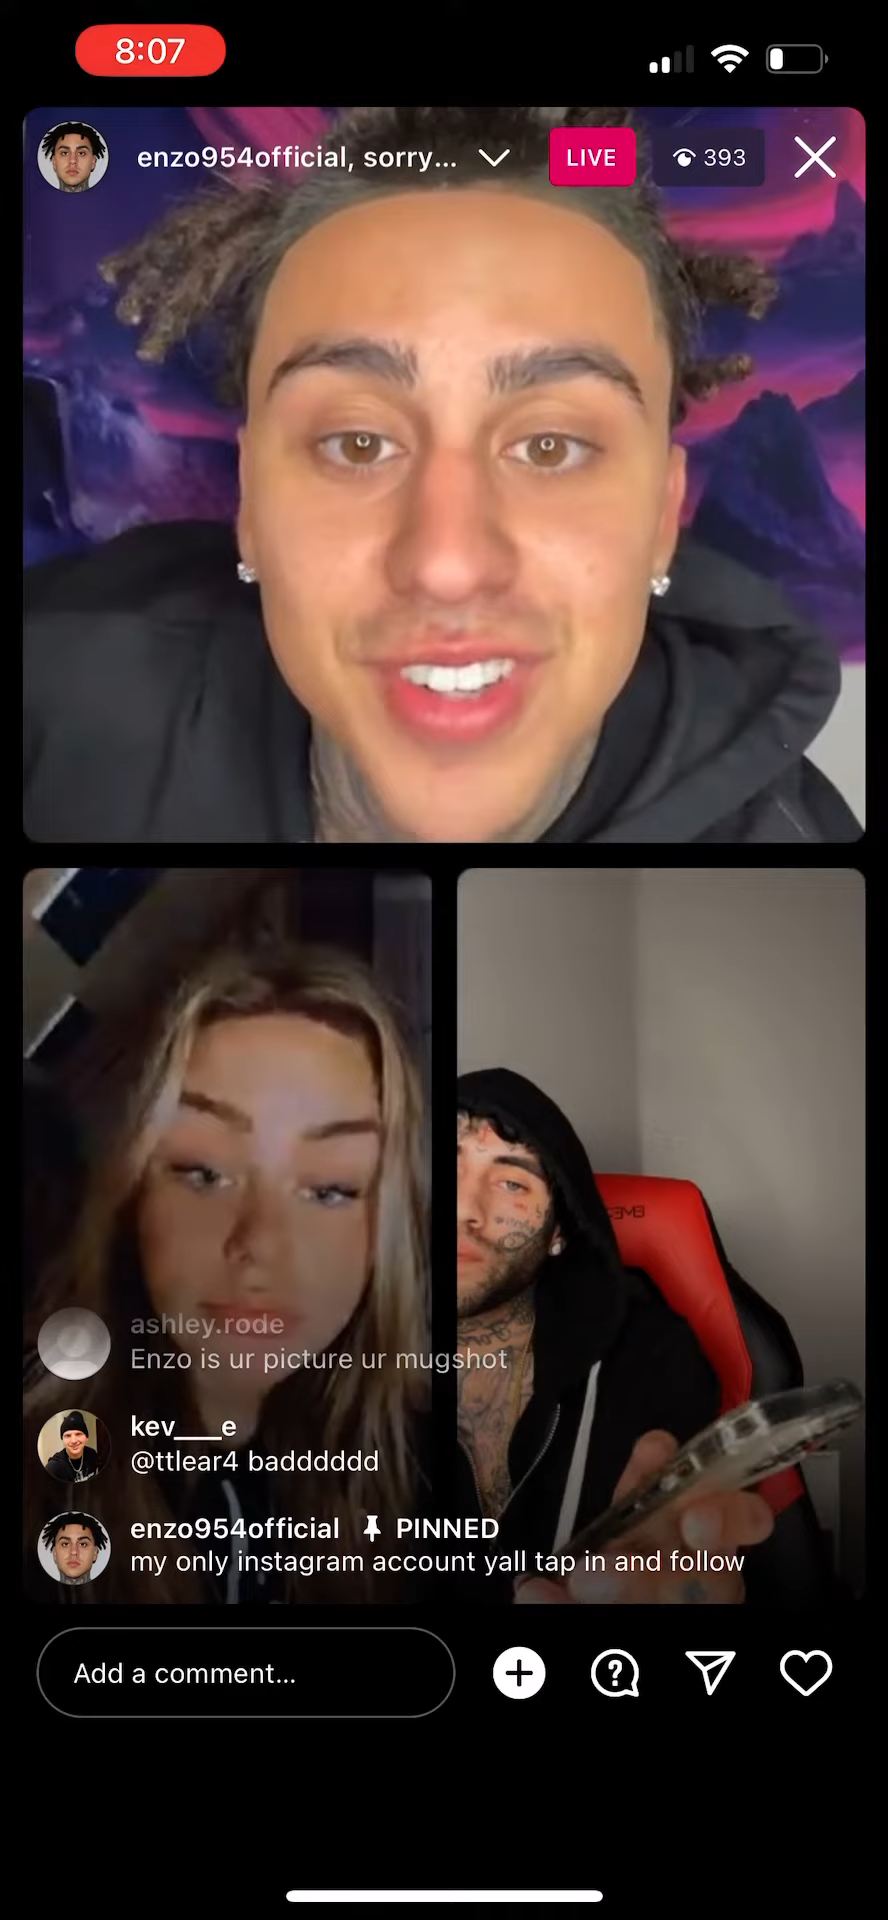 8:07
enzo954official, sorry...
LIVE
393
ashley.rode
Enzo is ur picture ur mugshot
kev____e
@ttlear4 badddddd
enzo954official PINNED
my only instagram account yall tap in and follow
Add a comment...